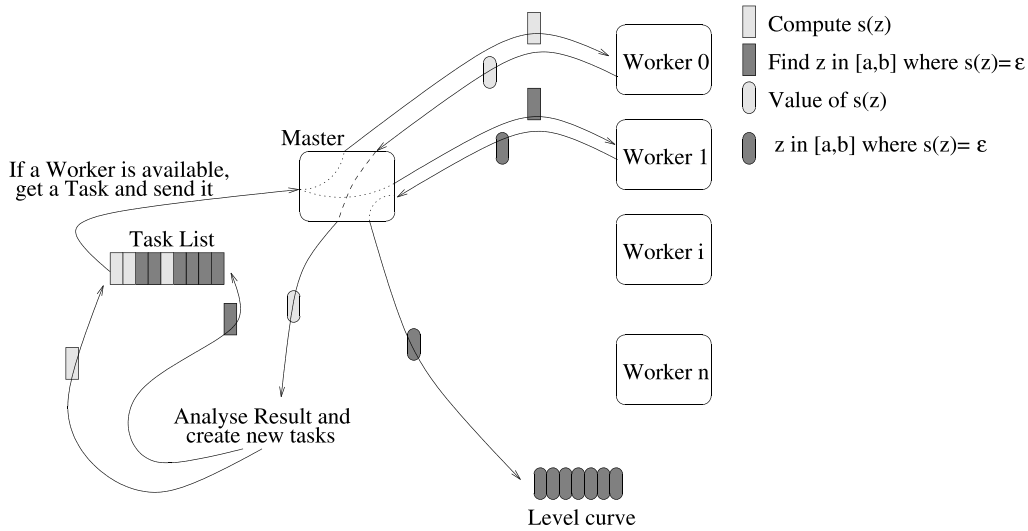 Compute s(z)
Find z in [a,b] where s(z)= ε
Value of s(z)
z in [a,b] where s(z)= ε
Worker 0
Worker 1
Worker i
Worker n
Master
If a Worker is available,
get a Task and send it
Task List
Analyse Result and
create new tasks
Level curve